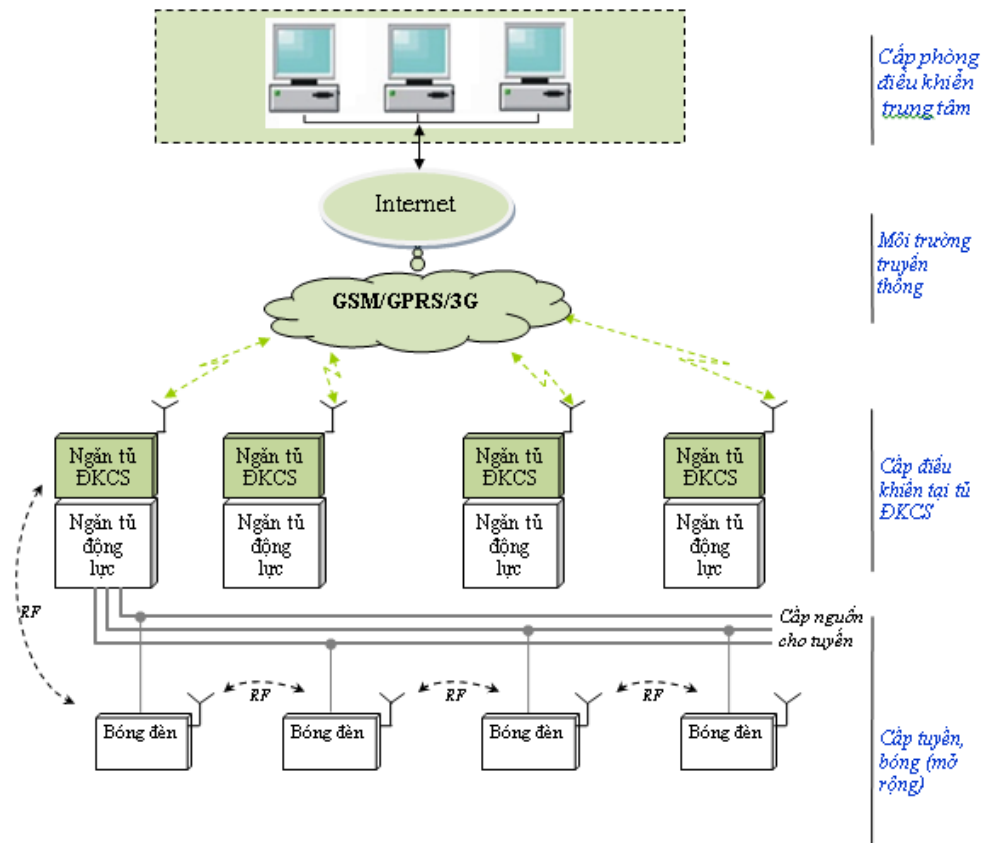 Cấp phòng
điều khiển
trung tâm
Internet
Môi trường
truyền
thông
GSM/GPRS/3G
Ngăn tủ
ĐKCS
Ngăn tủ
động
lực
Ngăn tủ
ĐKCS
Ngăn tủ
động
lực
Ngăn tủ
ĐKCS
Ngăn tủ
động
lực
Ngăn tủ
ĐKCS
Ngăn tủ
động
lực
Cấp điều
khiển tại tủ
ĐKCS
RF
Cấp nguồn
cho tuyến
RF
RF
RF
Bóng đèn
Bóng đèn
Bóng đèn
Bóng đèn
Cấp tuyến,
bóng (mở
rộng)